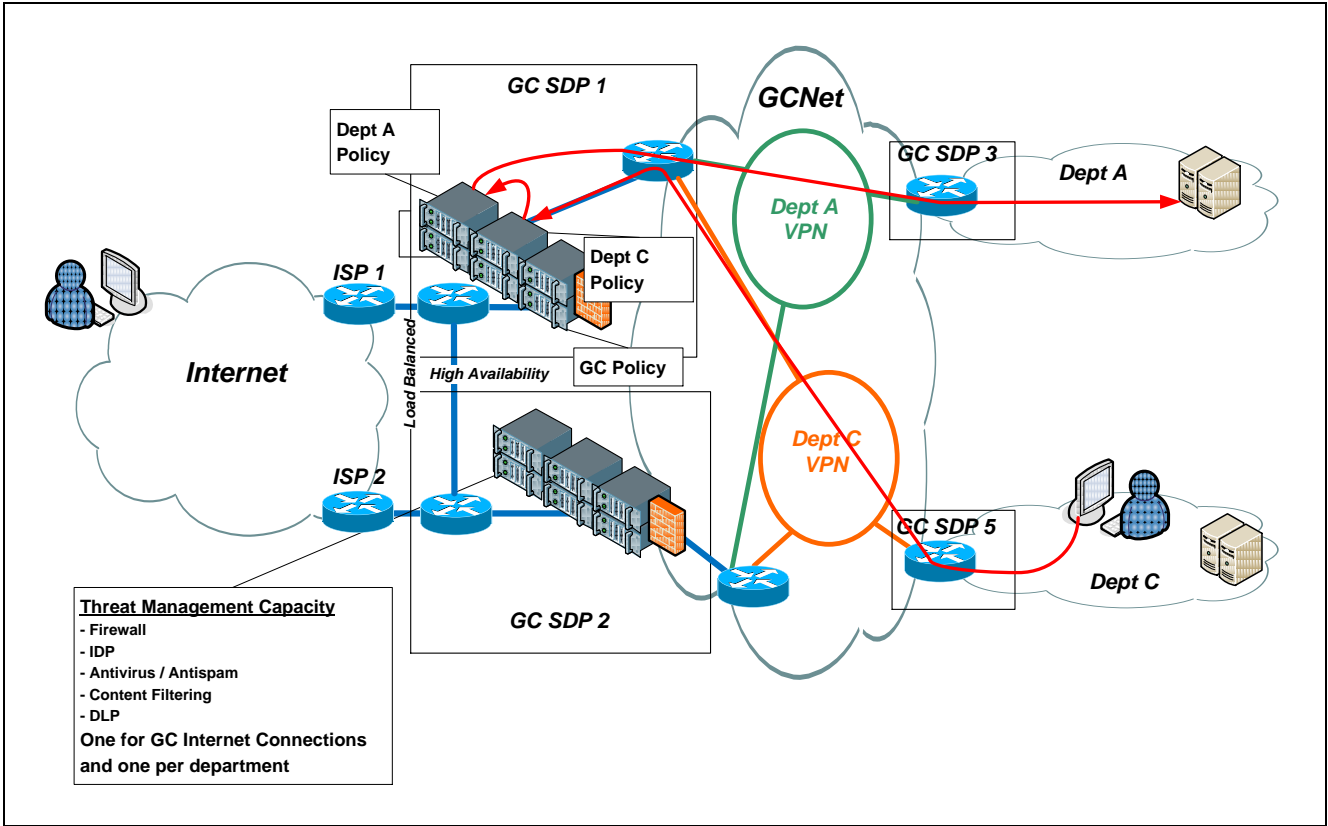 GC SDP 1
GCNet
Dept A
Policy
GC SDP 3
Dept A
Dept A
VPN
Dept C
Policy
ISP 1
Internet
Load Balanced
High Availability
GC Policy
Dept C
VPN
ISP 2
GC SDP 5
Dept C
GC SDP 2
Threat Management Capacity
- Firewall
- IDP
- Antivirus / Antispam
- Content Filtering
- DLP
One for GC Internet Connections
and one per department